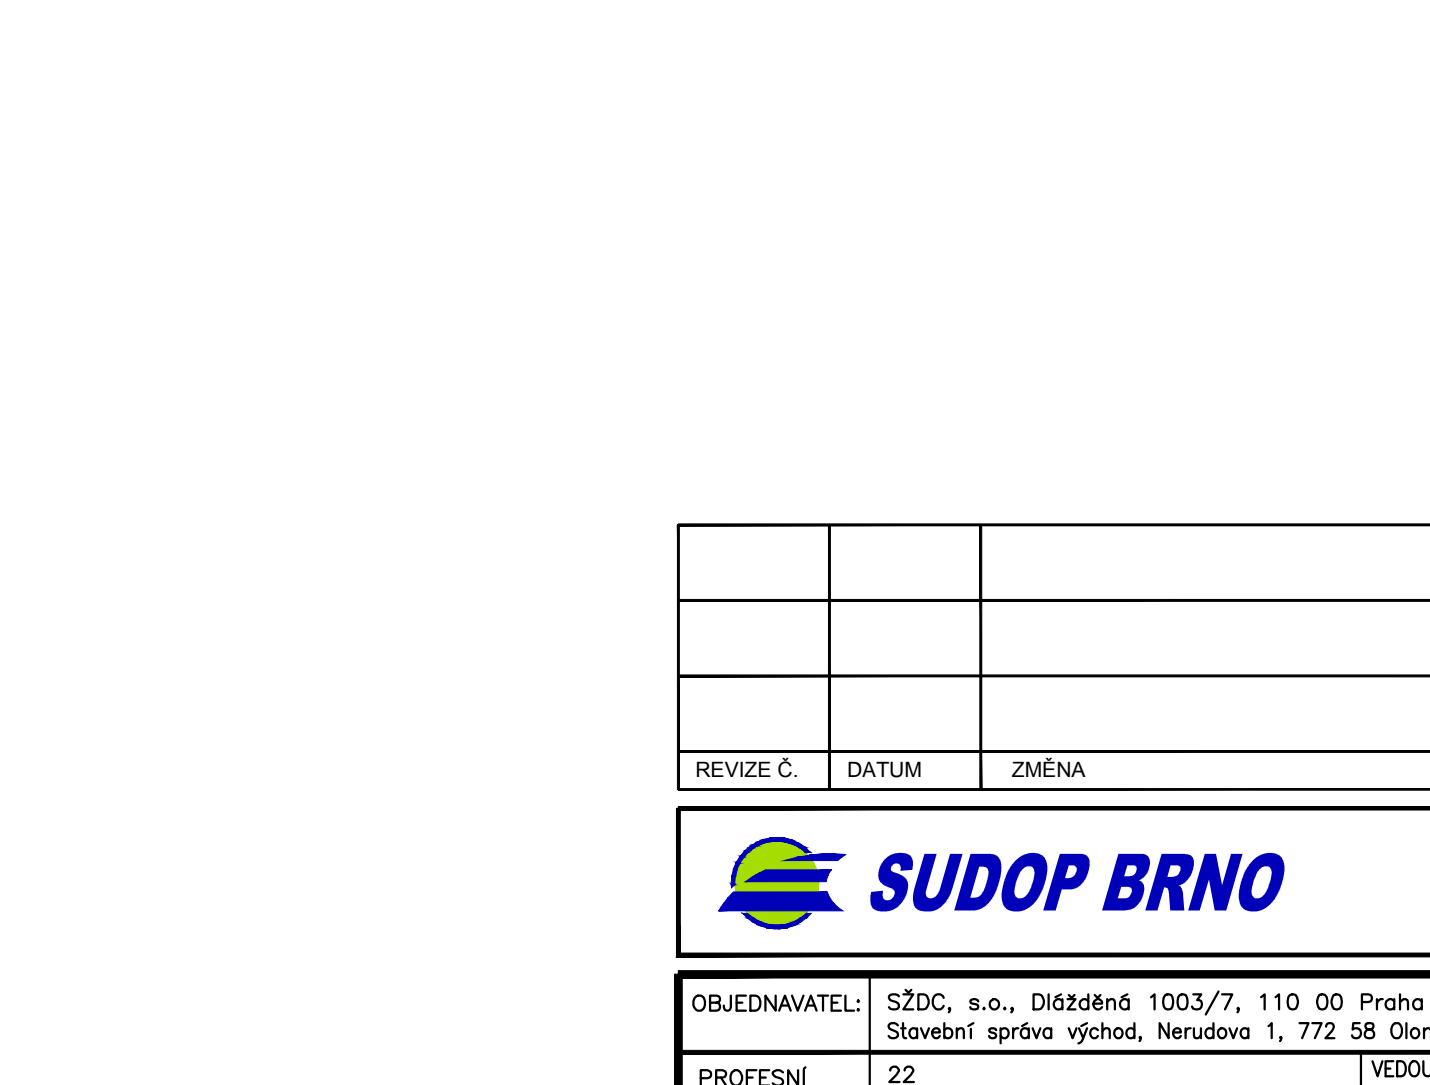 REVIZE Č. DATUM ZMĚNA
SUDOP BRNO
OBJEDNAVATEL: SŽDC, s.o., Dlážděná 1003/7, 110 00 Praha
Stavební správa východ, Nerudova 1, 772 58
PROFESNÍ 22